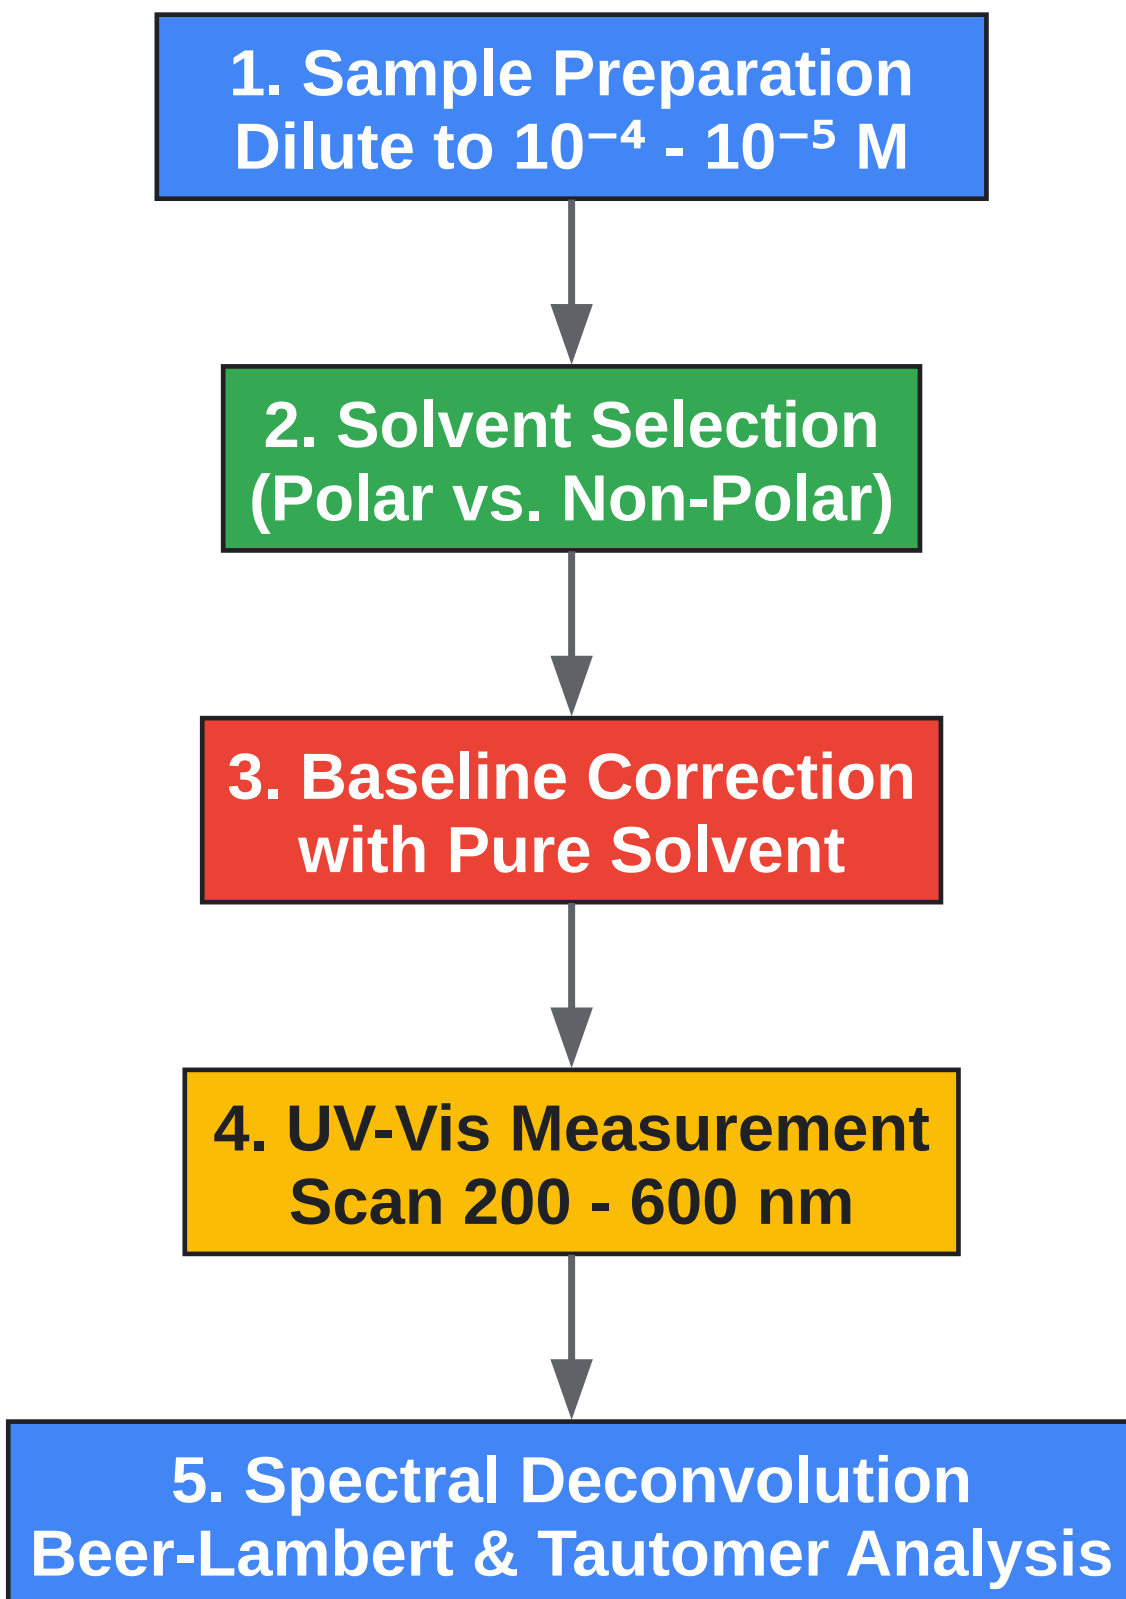 1. Sample Preparation
Dilute to 10⁻⁴ - 10⁻⁵ M
2. Solvent Selection
(Polar vs. Non-Polar)
3. Baseline Correction
with Pure Solvent
4. UV-Vis Measurement
Scan 200 - 600 nm
5. Spectral Deconvolution
Beer-Lambert & Tautomer Analysis